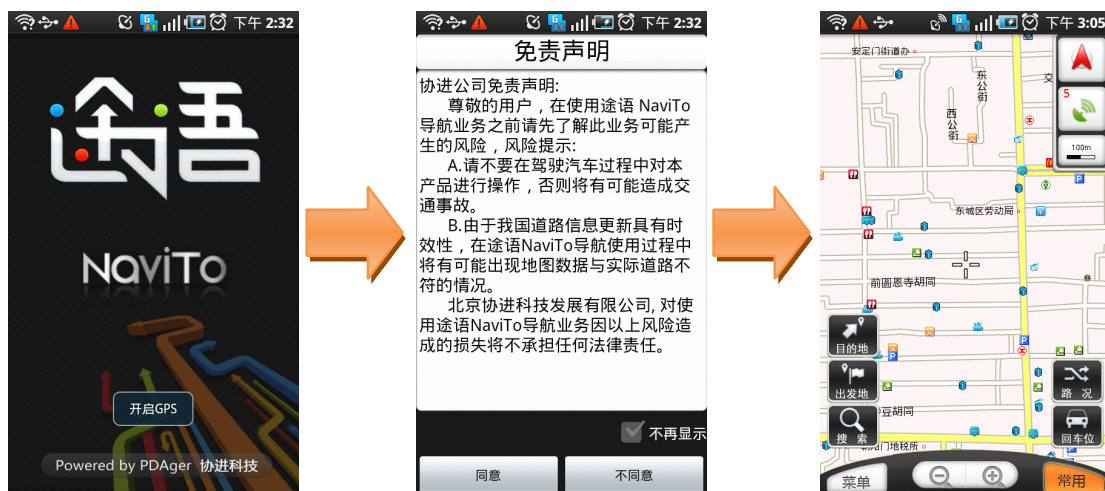 下午 2:32
途语
NaviTo
开启GPS
Powered by PDAger 协进科技
下午 2:32
免责声明
协进公司免责声明:
尊敬的用户，在使用途语 NaviTo
导航业务之前请先了解此业务可能产
生的风险，风险提示:
A.请不要在驾驶汽车过程中对本
产品进行操作，否则将有可能造成交
通事故。
B.由于我国道路信息更新具有时
效性，在途语NaviTo导航使用过程中
将有可能出现地图数据与实际道路不
符的情况。
北京协进科技发展有限公司, 对使
用途语NaviTo导航业务因以上风险造
成的损失将不承担任何法律责任。
不再显示
同意
不同意
下午 3:05
安定门街道办
东公街
交
5
西公街
100m
P
东城区劳动局
前圆恩寺胡同
目的地
P
P
出发地
路 况
豆胡同
搜 索
回车位
门地税所
菜单
常用